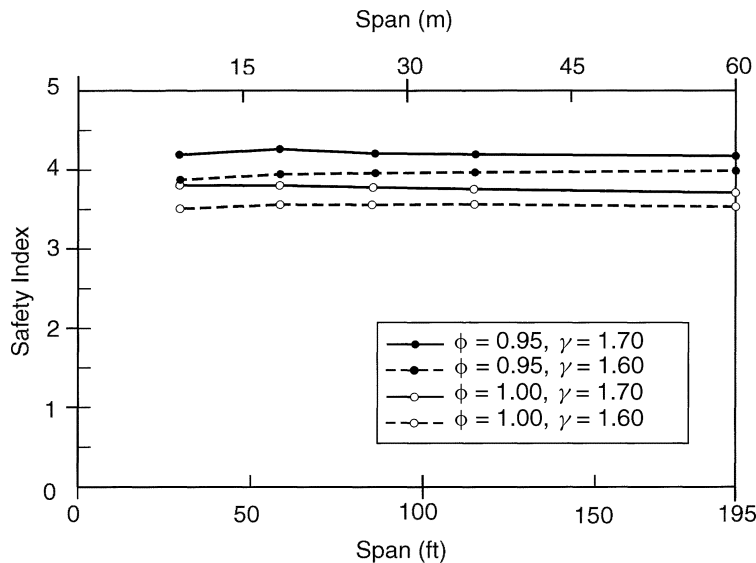 Span (m)
15 30 45 60
5
4
3
2
1
0
Safety Index
ϕ = 0.95, γ = 1.70
ϕ = 0.95, γ = 1.60
ϕ = 1.00, γ = 1.70
ϕ = 1.00, γ = 1.60
0 50 100 150 195
Span (ft)